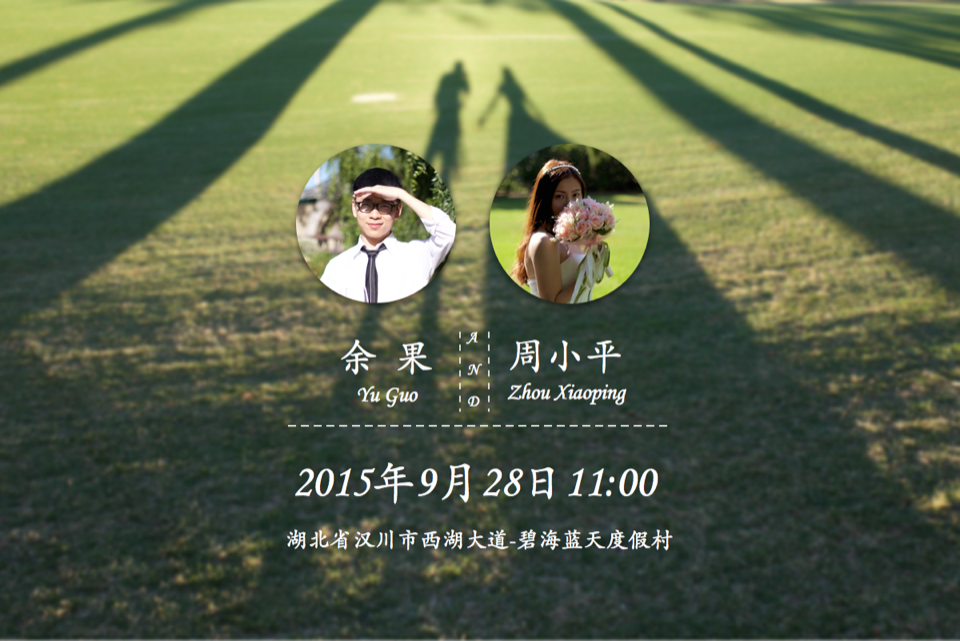 余 果
Yu Guo
AND
周小平
Zhou Xiaoping
2015年9月28日 11:00
湖北省汉川市西湖大道-碧海蓝天度假村